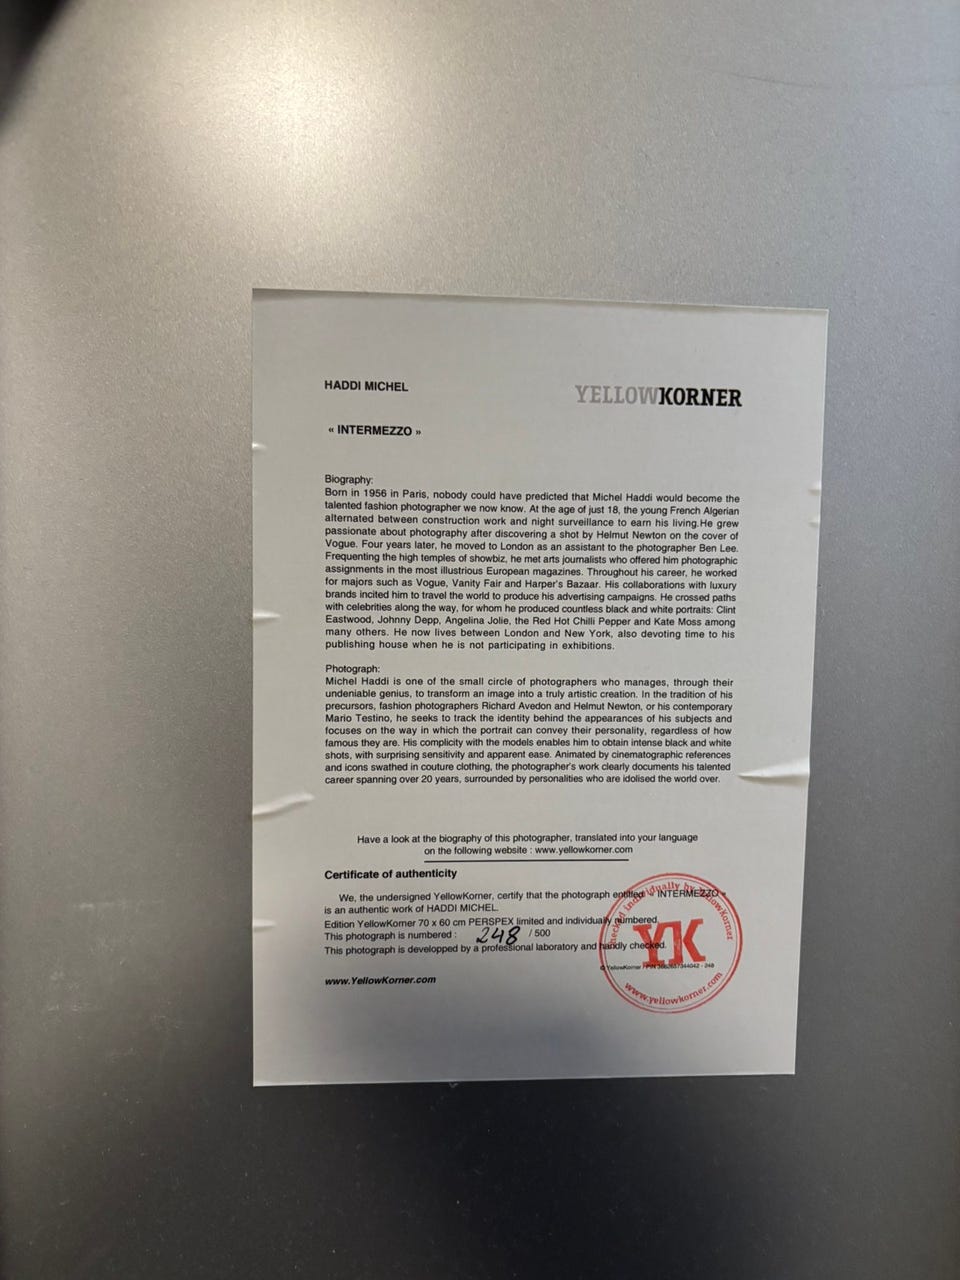 HADDI MICHEL
YELLOWKORNER
« INTERMEZZO »
Biography:
Born in 1956 in Paris, nobody could have predicted that Michel Haddi would become the
talented fashion photographer we now know. At the age of just 18, the young French Algerian
alternated between construction work and night surveillance to earn his living.He grew
passionate about photography after discovering a shot by Helmut Newton on the cover of
Vogue. Four years later, he moved to London as an assistant to the photographer Ben Lee.
Frequenting the high temples of showbiz, he met arts journalists who offered him photographic
assignments in the most illustrious European magazines. Throughout his career, he worked
for majors such as Vogue, Vanity Fair and Harper's Bazaar. His collaborations with luxury
brands incited him to travel the world to produce his advertising campaigns. He crossed paths
with celebrities along the way, for whom he produced countless black and white portraits: Clint
Eastwood, Johnny Depp, Angelina Jolie, the Red Hot Chilli Pepper and Kate Moss among
many others. He now lives between London and New York, also devoting time to his
publishing house when he is not participating in exhibitions.
Photograph:
Michel Haddi is one of the small circle of photographers who manages, through their
undeniable genius, to transform an image into a truly artistic creation. In the tradition of his
precursors, fashion photographers Richard Avedon and Helmut Newton, or his contemporary
Mario Testino, he seeks to track the identity behind the appearances of his subjects and
focuses on the way in which the portrait can convey their personality, regardless of how
famous they are. His complicity with the models enables him to obtain intense black and white
shots, with surprising sensitivity and apparent ease. Animated by cinematographic references
and icons swathed in couture clothing, the photographer's work clearly documents his talented
career spanning over 20 years, surrounded by personalities who are idolised the world over.
Have a look at the biography of this photographer, translated into your language
on the following website : www.yellowkorner.com
Certificate of authenticity
We, the undersigned YellowKorner, certify that the photograph entitled « INTERMEZZO »
is an authentic work of HADDI MICHEL.
Edition YellowKorner 70 x 60 cm PERSPEX limited and individually numbered.
This photograph is numbered : 248 / 500
This photograph is developped by a professional laboratory and handly checked.
© YellowKorner - 248
www.YellowKorner.com
checked individually by YellowKorner
YK
www.yellowkorner.com